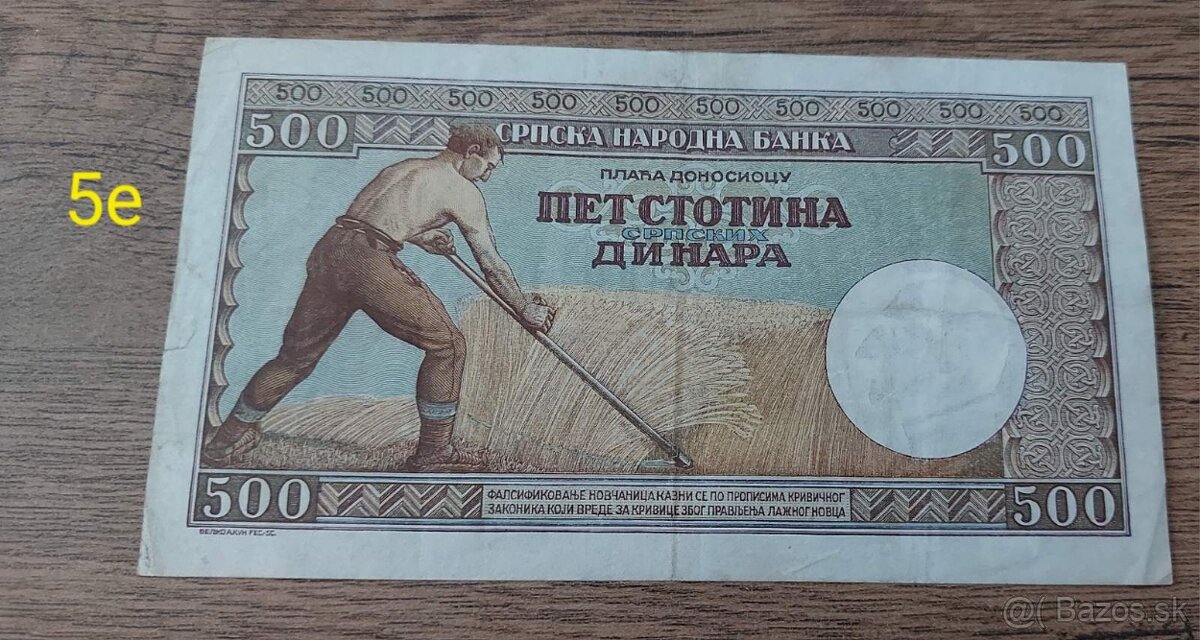 500 500 500 500 500 500 500 500 500 500
500 СРПСКА НАРОДНА БАНКА 500
ПЛАЋА ДОНОСИОЦУ
5e
ПЕТ СТОТИНА
СРПСКИХ
ДИНАРА
500 ФАЛСИФИКОВАЊЕ НОВЧАНИЦА КАЗНИ СЕ ПО ПРОПИСИМА КРИВИЧНОГ 500
ЗАКОНИКА КОЈИ ВРЕДЕ ЗА КРИВИЦЕ ЗБОГ ПРАВЉЕЊА ЛАЖНОГ НОВЦА
@( Bazos.sk